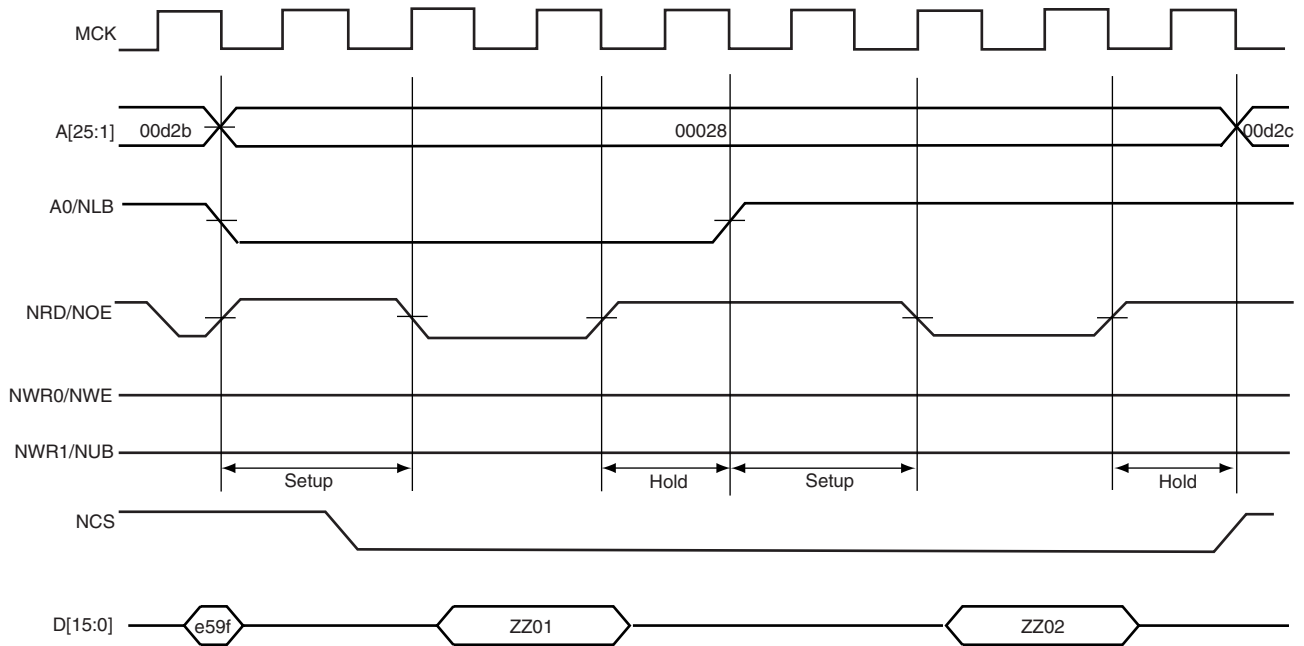 MCK
A[25:1] 00d2b 00028 00d2c
A0/NLB
NRD/NOE
NWR0/NWE
NWR1/NUB
Setup Hold Setup Hold
NCS
D[15:0] e59f ZZ01 ZZ02